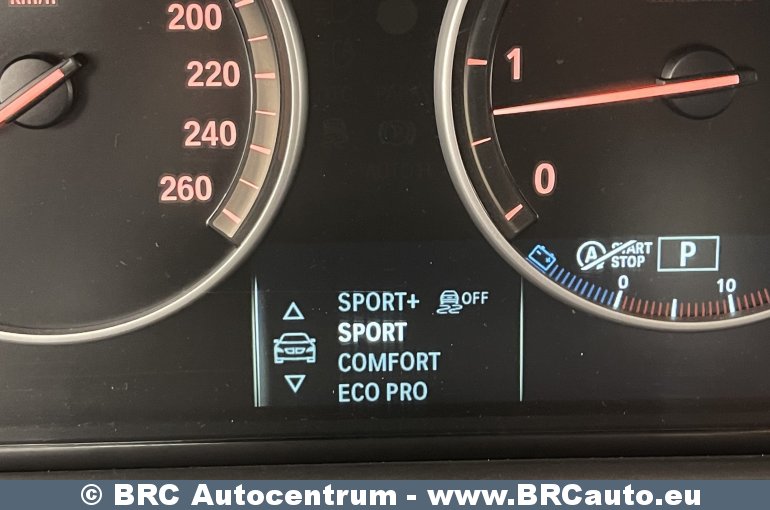 km/h
200
220
240
260
1
0
A START
STOP
P
0
10
SPORT+ OFF
SPORT
COMFORT
ECO PRO
© BRC Autocentrum - www.BRCauto.eu